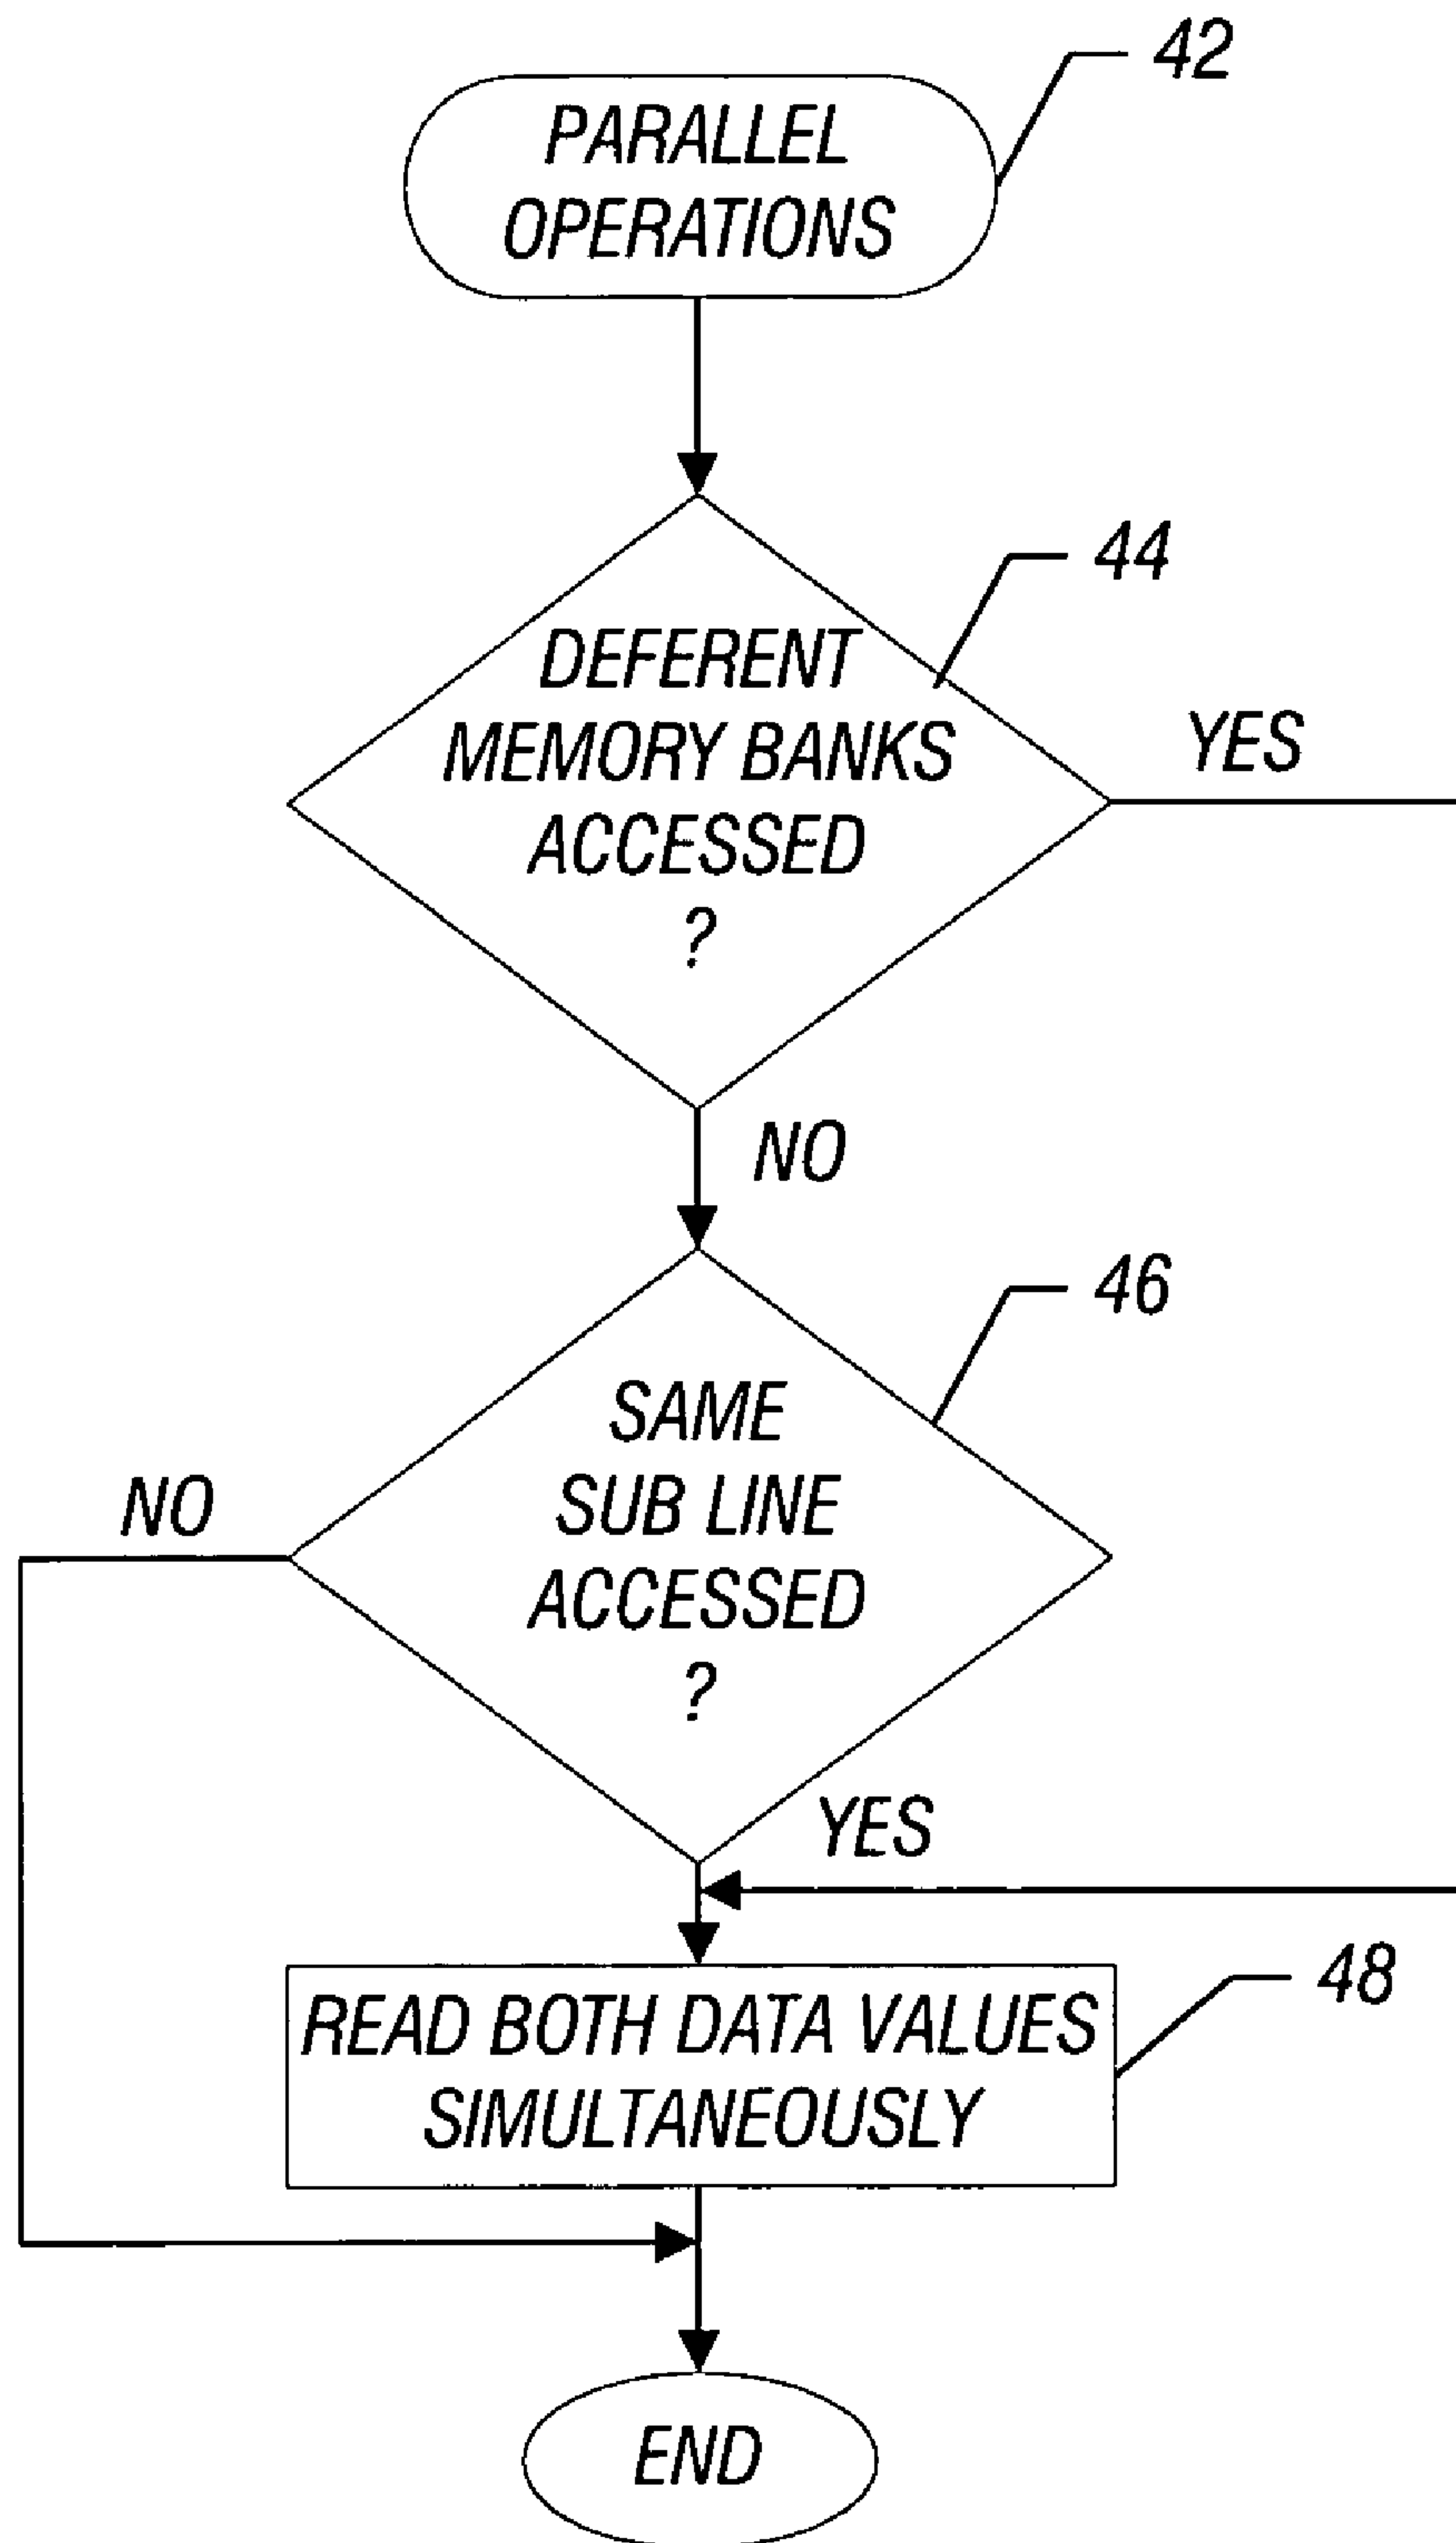 42
PARALLEL
OPERATIONS
44
DEFERENT
MEMORY BANKS
ACCESSED
?
YES
NO
46
SAME
SUB LINE
ACCESSED
?
NO
YES
48
READ BOTH DATA VALUES
SIMULTANEOUSLY
END